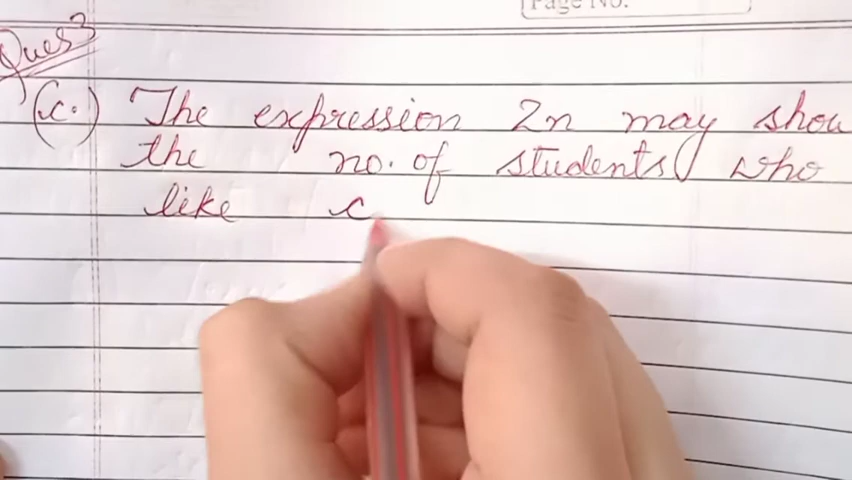 Page No.
Ques 3
(c.) The expression 2n may show
the no. of students who
like c